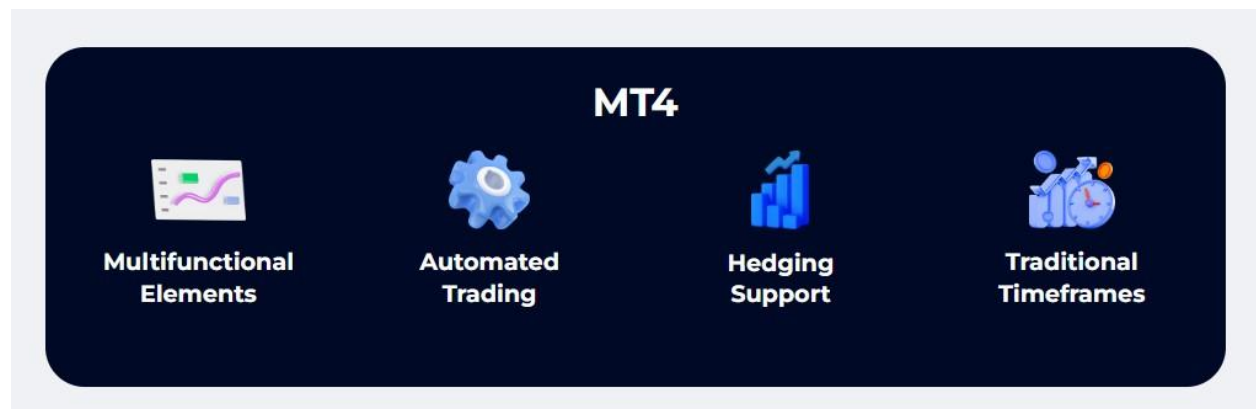 MT4
Multifunctional
Elements
Automated
Trading
Hedging
Support
Traditional
Timeframes